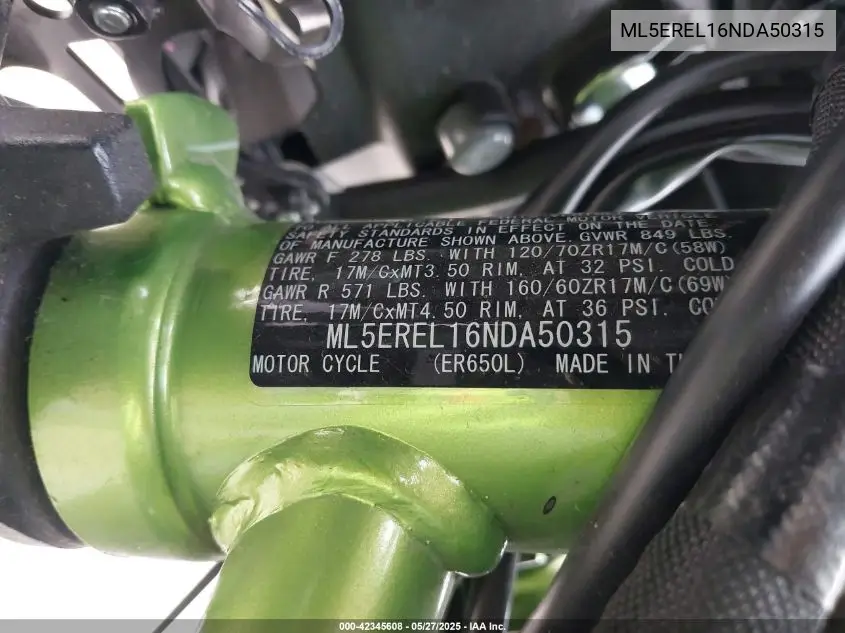 ML5EREL16NDA50315
APPLICABLE FEDERAL MOTOR
SAFETY STANDARDS IN EFFECT ON THE DATE
OF MANUFACTURE SHOWN ABOVE. GVWR 849 LBS.
GAWR F 278 LBS. WITH 120/70ZR17M/C(58W)
TIRE, 17M/CxMT3.50 RIM, AT 32 PSI. COLD
GAWR R 571 LBS. WITH 160/60ZR17M/C(69W
TIRE, 17M/CxMT4.50 RIM, AT 36 PSI.
ML5EREL16NDA50315
MOTOR CYCLE (ER650L) MADE IN
000-42345608 - 05/27/2025 - IAA Inc.